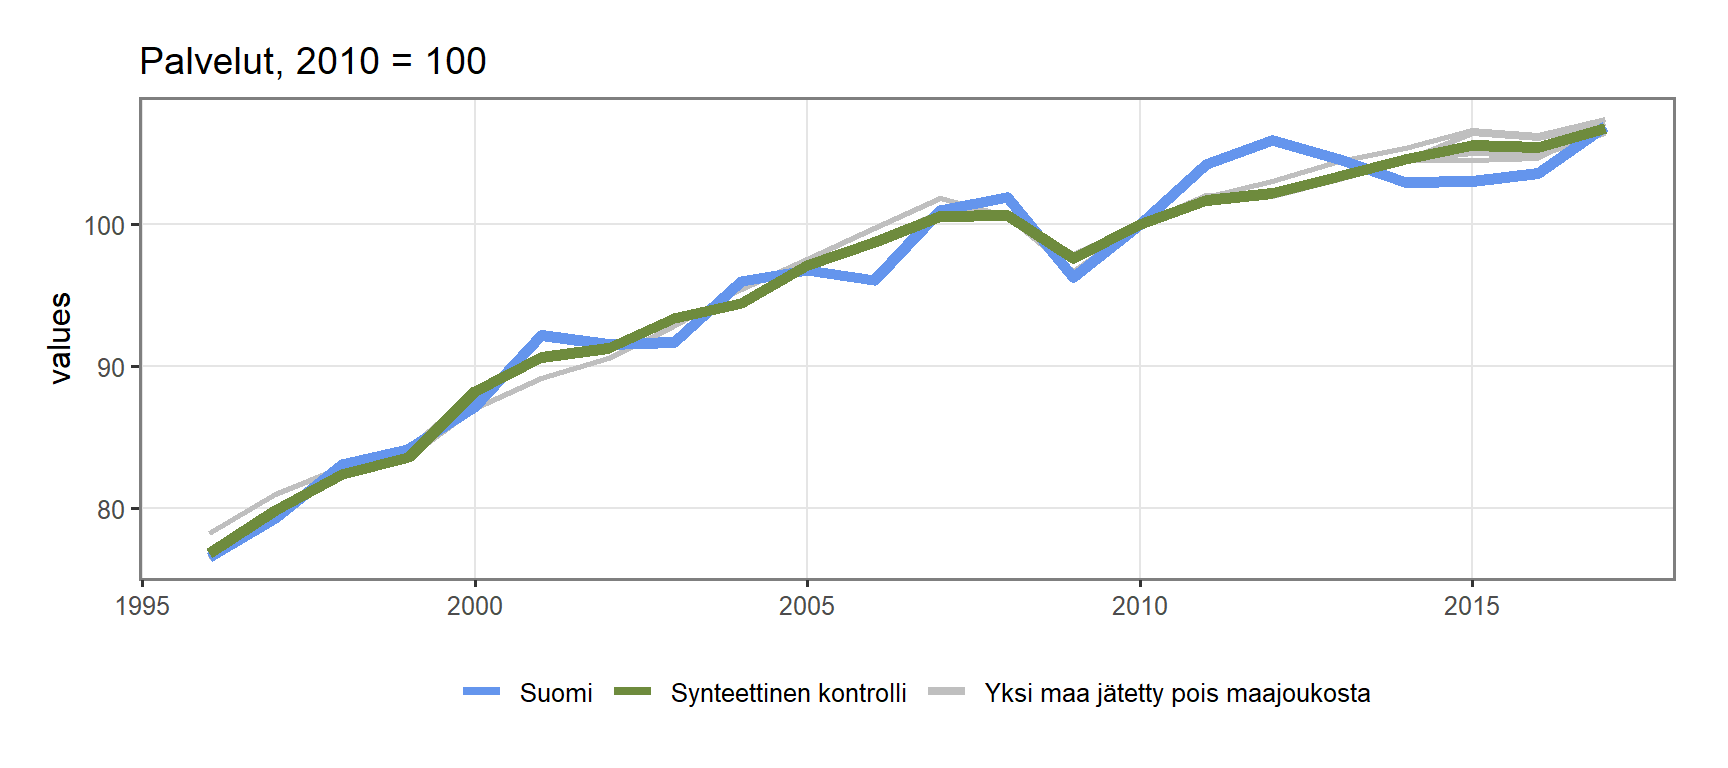 Palvelut, 2010 = 100
values
100
90
80
1995 2000 2005 2010 2015
Suomi Synteettinen kontrolli Yksi maa jätetty pois maajoukosta